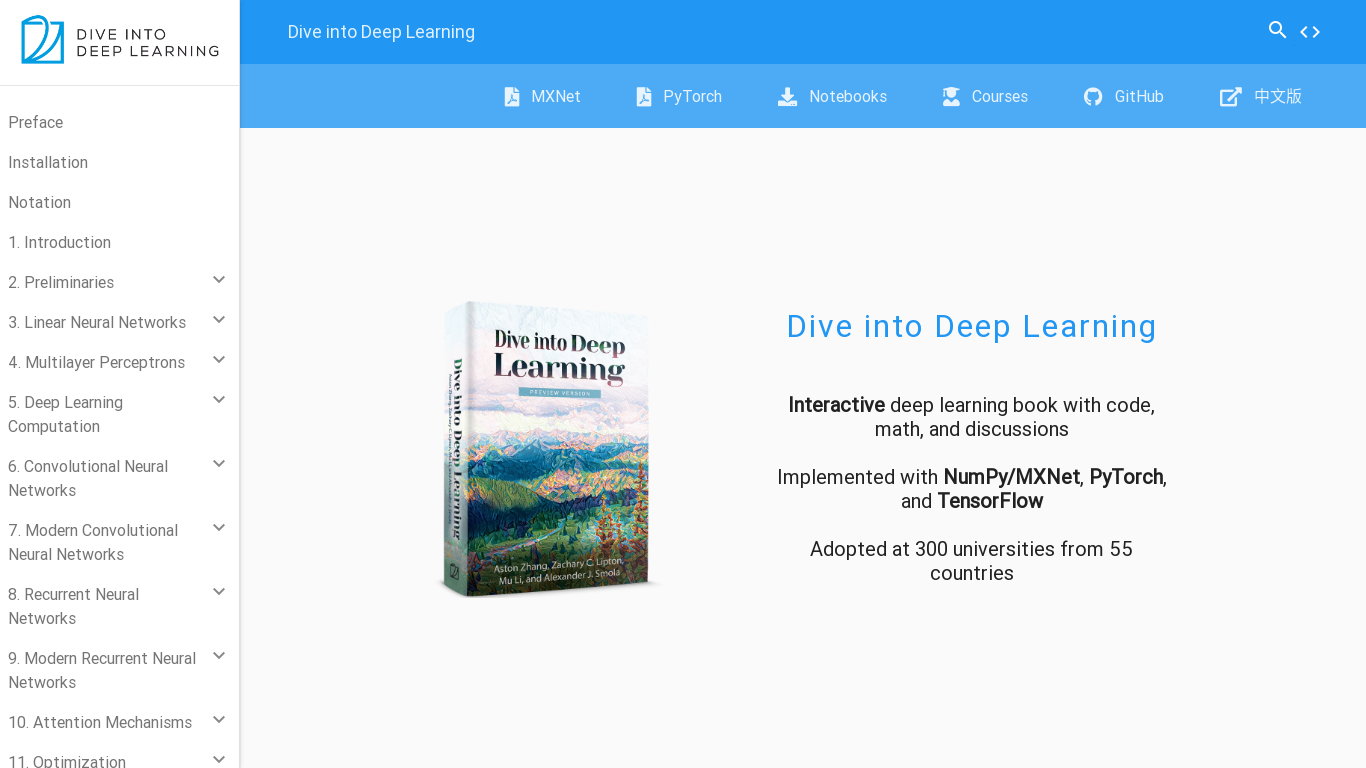 DIVE INTO
DEEP LEARNING
Dive into Deep Learning
MXNet
PyTorch
Notebooks
Courses
GitHub
中文版
Preface
Installation
Notation
1. Introduction
2. Preliminaries
3. Linear Neural Networks
4. Multilayer Perceptrons
5. Deep Learning
Computation
6. Convolutional Neural
Networks
7. Modern Convolutional
Neural Networks
8. Recurrent Neural
Networks
9. Modern Recurrent Neural
Networks
10. Attention Mechanisms
11. Optimization
Dive into Deep
Learning
PREVIEW VERSION
Aston Zhang, Zachary C. Lipton,
Mu Li, and Alexander J. Smola
Dive into Deep Learning
Dive into Deep Learning
Interactive deep learning book with code,
math, and discussions
Implemented with NumPy/MXNet, PyTorch,
and TensorFlow
Adopted at 300 universities from 55
countries